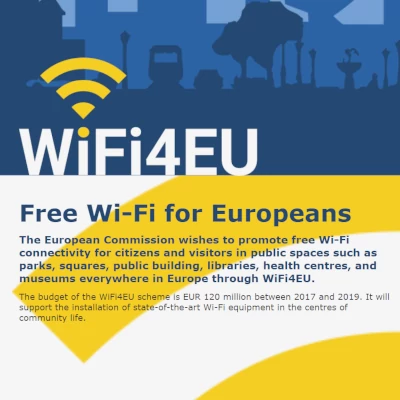 WiFi4EU
Free Wi-Fi for Europeans
The European Commission wishes to promote free Wi-Fi
connectivity for citizens and visitors in public spaces such as
parks, squares, public building, libraries, health centres, and
museums everywhere in Europe through WiFi4EU.
The budget of the WiFi4EU scheme is EUR 120 million between 2017 and 2019. It will
support the installation of state-of-the-art Wi-Fi equipment in the centres of
community life.